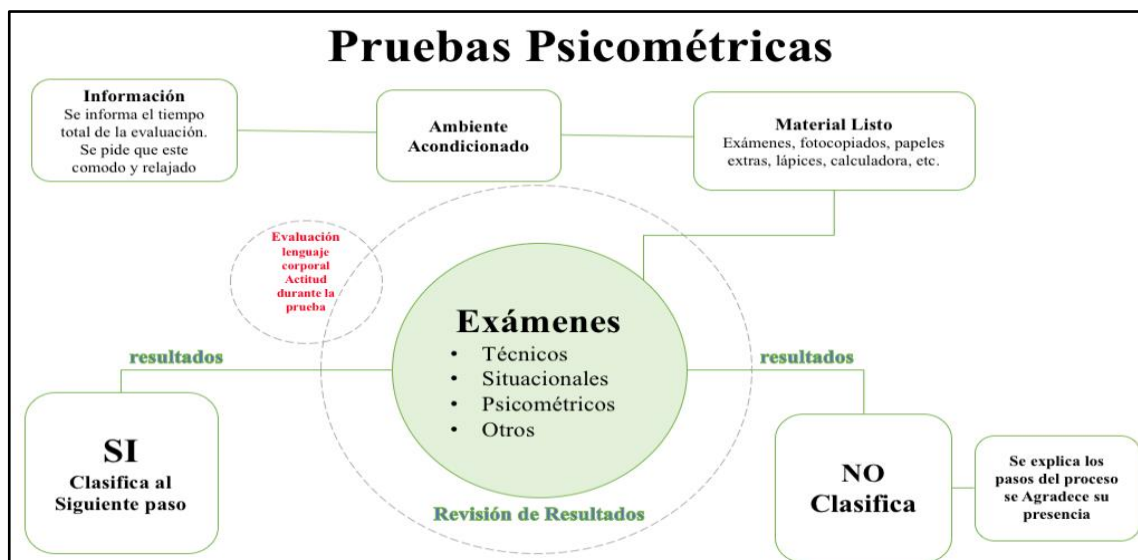 Pruebas Psicométricas
Información
Se informa el tiempo
total de la evaluación.
Se pide que este
comodo y relajado
Ambiente
Acondicionado
Material Listo
Exámenes, fotocopiados, papeles
extras, lápices, calculadora, etc.
Evaluación
lenguaje
corporal
Actitud
durante la
prueba
Exámenes
• Técnicos
• Situacionales
• Psicométricos
• Otros
resultados
resultados
SI
Clasifica al
Siguiente paso
NO
Clasifica
Se explica los
pasos del proceso
se Agradece su
presencia
Revisión de Resultados